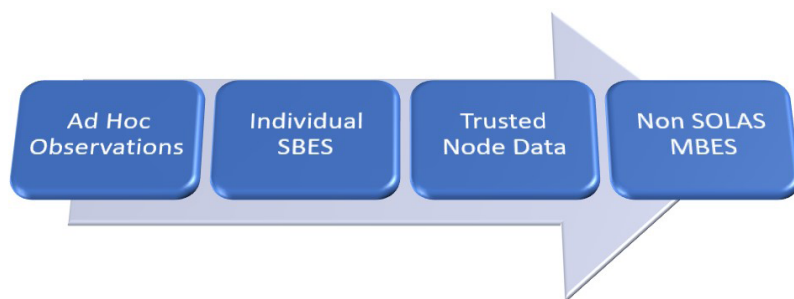 Ad Hoc
Observations
Individual
SBES
Trusted
Node Data
Non SOLAS
MBES